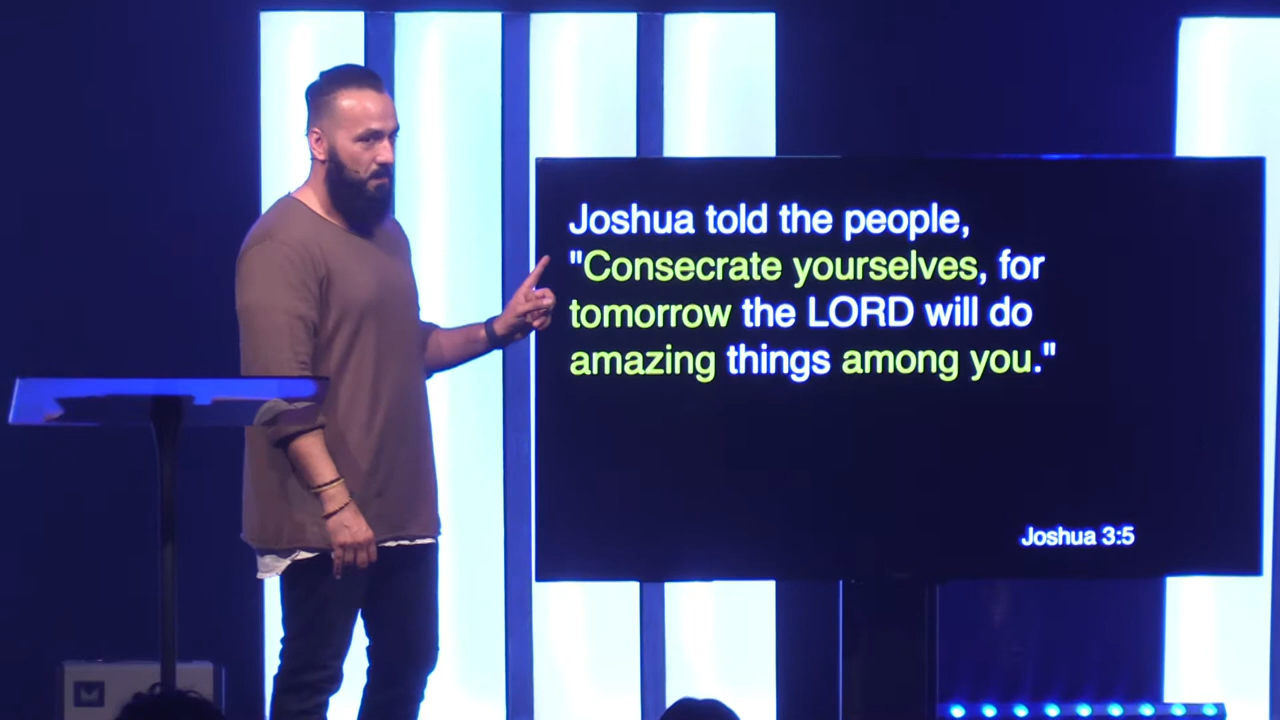 Joshua told the people,
"Consecrate yourselves, for
tomorrow the LORD will do
amazing things among you."
Joshua 3:5